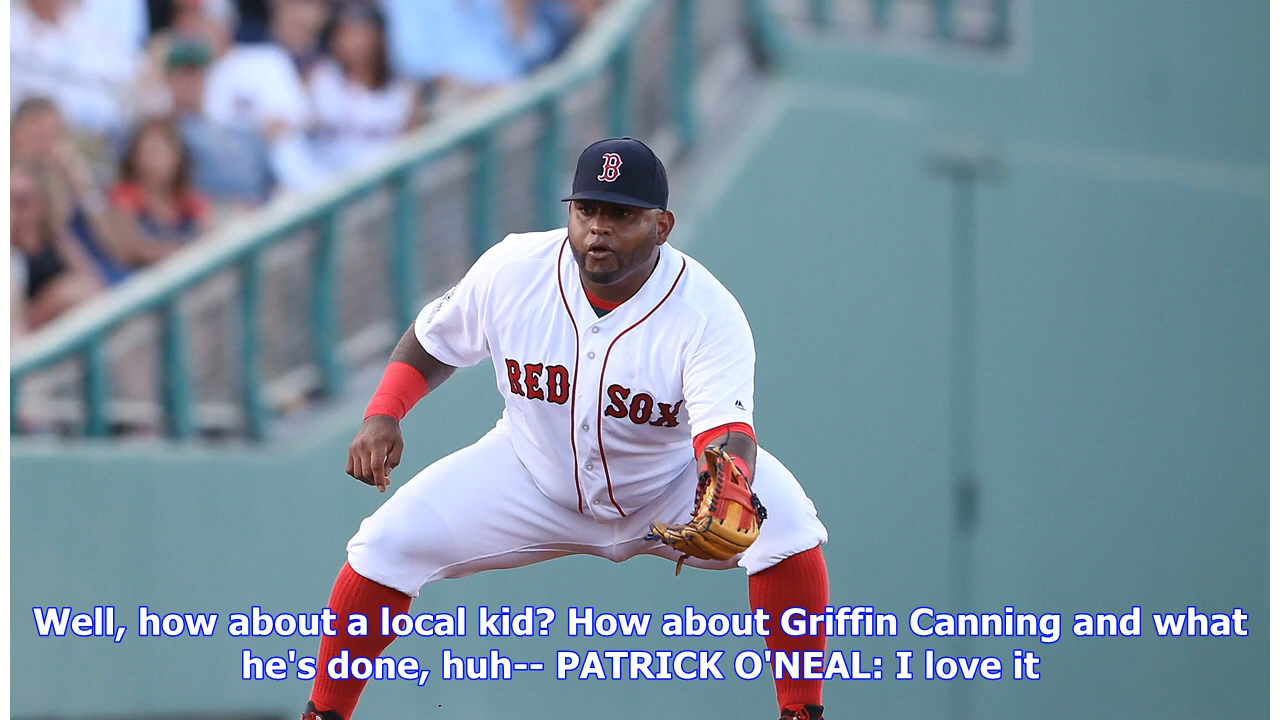 B
RED SOX
Well, how about a local kid? How about Griffin Canning and what
he's done, huh-- PATRICK O'NEAL: I love it